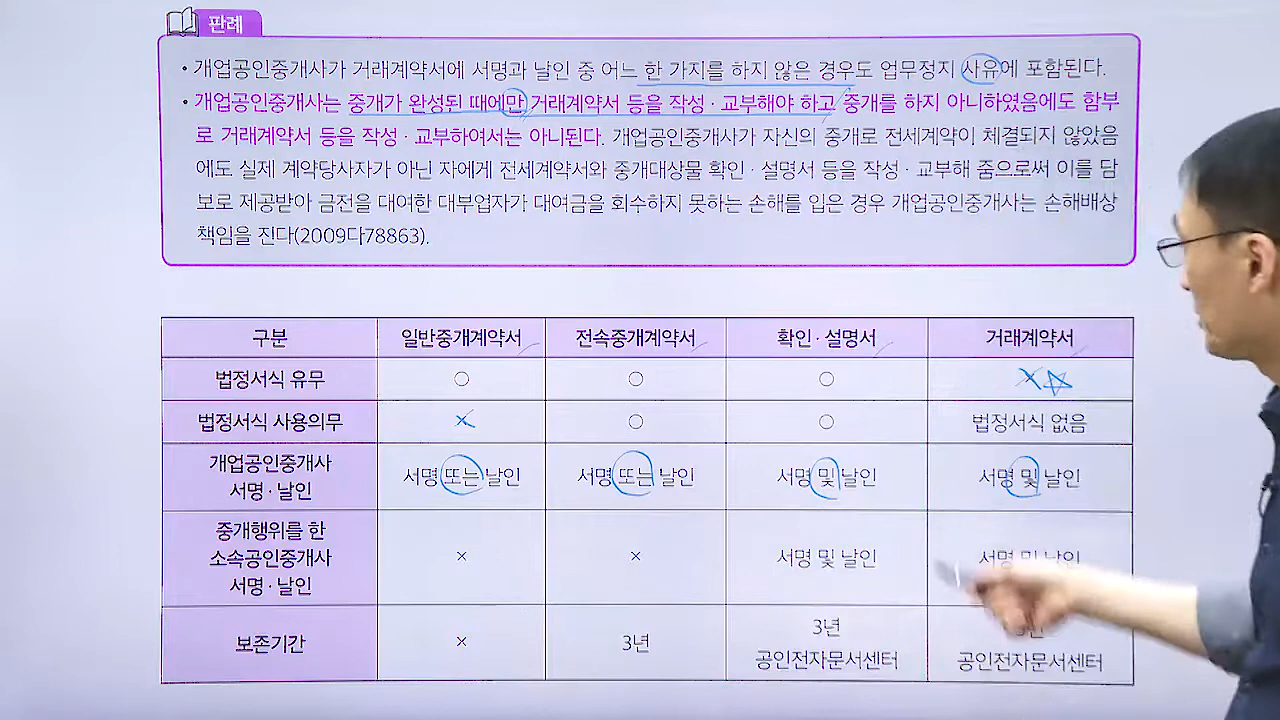 판례
• 개업공인중개사가 거래계약서에 서명과 날인 중 어느 한 가지를 하지 않은 경우도 업무정지 사유에 포함된다.
• 개업공인중개사는 중개가 완성된 때에만 거래계약서 등을 작성·교부해야 하고 중개를 하지 아니하였음에도 함부
로 거래계약서 등을 작성·교부하여서는 아니된다. 개업공인중개사가 자신의 중개로 전세계약이 체결되지 않았음
에도 실제 계약당사자가 아닌 자에게 전세계약서와 중개대상물 확인·설명서 등을 작성·교부해 줌으로써 이를 담
보로 제공받아 금전을 대여한 대부업자가 대여금을 회수하지 못하는 손해를 입은 경우 개업공인중개사는 손해배상
책임을 진다(2009다78863).
구분 일반중개계약서 전속중개계약서 확인·설명서 거래계약서
법정서식 유무 ○ ○ ○ ×
법정서식 사용의무 × ○ ○ 법정서식 없음
개업공인중개사
서명·날인 서명 또는 날인 서명 또는 날인 서명 및 날인 서명 및 날인
중개행위를 한
소속공인중개사
서명·날인 × × 서명 및 날인 서명 및 날인
보존기간 × 3년 3년
공인전자문서센터 3년
공인전자문서센터